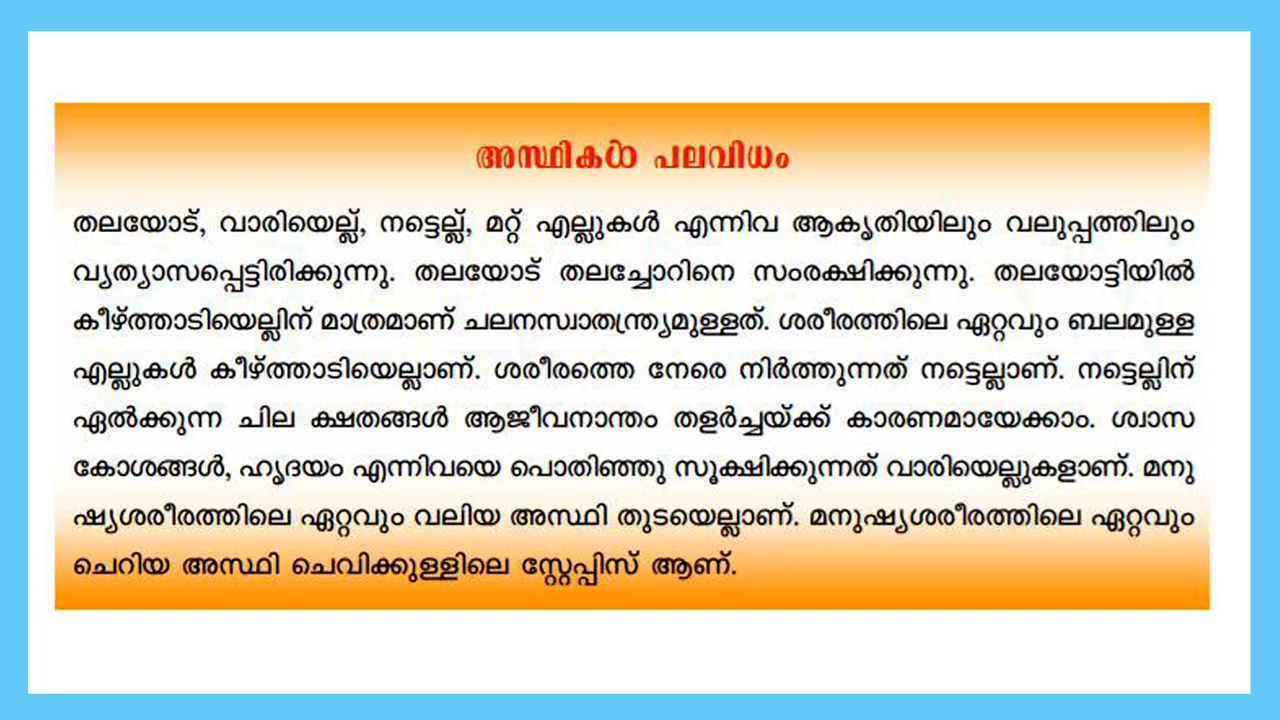 അസ്ഥികൾ പലവിധം
തലയോട്, വാരിയെല്ല്, നട്ടെല്ല്, മറ്റ് എല്ലുകൾ എന്നിവ ആകൃതിയിലും വലുപ്പത്തിലും
വ്യത്യാസപ്പെട്ടിരിക്കുന്നു. തലയോട് തലച്ചോറിനെ സംരക്ഷിക്കുന്നു. തലയോട്ടിയിൽ
കീഴ്ത്താടിയെല്ലിന് മാത്രമാണ് ചലനസ്വാതന്ത്ര്യമുള്ളത്. ശരീരത്തിലെ ഏറ്റവും ബലമുള്ള
എല്ലുകൾ കീഴ്ത്താടിയെല്ലാണ്. ശരീരത്തെ നേരെ നിർത്തുന്നത് നട്ടെല്ലാണ്. നട്ടെല്ലിന്
ഏൽക്കുന്ന ചില ക്ഷതങ്ങൾ ആജീവനാന്തം തളർച്ചയ്ക്ക് കാരണമായേക്കാം. ശ്വാസ
കോശങ്ങൾ, ഹൃദയം എന്നിവയെ പൊതിഞ്ഞു സൂക്ഷിക്കുന്നത് വാരിയെല്ലുകളാണ്. മനു
ഷ്യശരീരത്തിലെ ഏറ്റവും വലിയ അസ്ഥി തുടയെല്ലാണ്. മനുഷ്യശരീരത്തിലെ ഏറ്റവും
ചെറിയ അസ്ഥി ചെവിക്കുള്ളിലെ സ്റ്റേപ്പിസ് ആണ്.